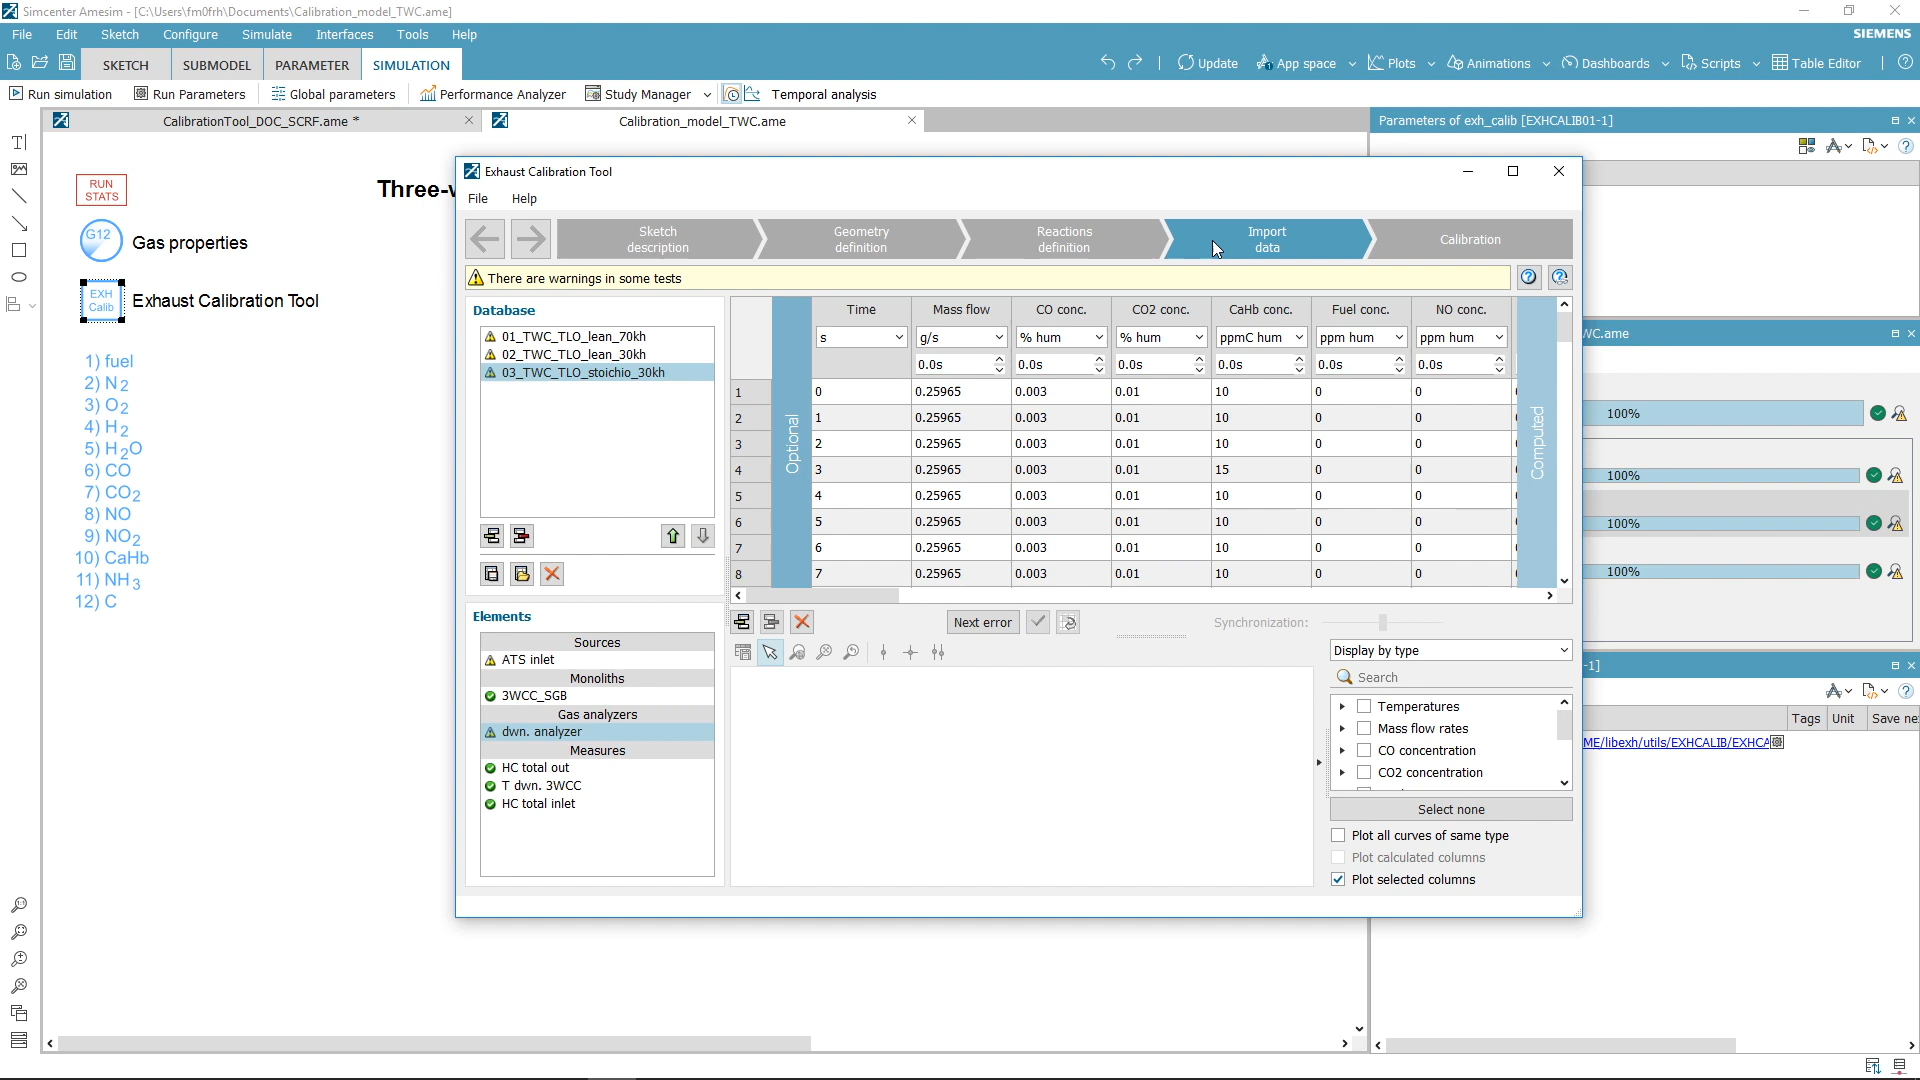 Simcenter Amesim - [C:\Users\fm0frh\Documents\Calibration_model_TWC.ame]
File Edit Sketch Configure Simulate Interfaces Tools Help SIEMENS
SKETCH SUBMODEL PARAMETER SIMULATION Update App space Plots Animations Dashboards Scripts Table Editor
Run simulation Run Parameters Global parameters Performance Analyzer Study Manager Temporal analysis
CalibrationTool_DOC_SCRF.ame * Calibration_model_TWC.ame Parameters of exh_calib [EXHCALIB01-1]
RUN
STATS
Three-
G12
Gas properties
EXH
Calib
Exhaust Calibration Tool
1) fuel
2) N2
3) O2
4) H2
5) H2O
6) CO
7) CO2
8) NO
9) NO2
10) CaHb
11) NH3
12) C
Exhaust Calibration Tool
File Help
Sketch
description
Geometry
definition
Reactions
definition
Import
data
Calibration
There are warnings in some tests
Database
01_TWC_TLO_lean_70kh
02_TWC_TLO_lean_30kh
03_TWC_TLO_stoichio_30kh
Elements
Sources
ATS inlet
Monoliths
3WCC_SGB
Gas analyzers
dwn. analyzer
Measures
HC total out
T dwn. 3WCC
HC total inlet
Optional
Time Mass flow CO conc. CO2 conc. CaHb conc. Fuel conc. NO conc.
s g/s % hum % hum ppmC hum ppm hum ppm hum
0.0s 0.0s 0.0s 0.0s 0.0s 0.0s
1 0 0.25965 0.003 0.01 10 0 0
2 1 0.25965 0.003 0.01 10 0 0
3 2 0.25965 0.003 0.01 10 0 0
4 3 0.25965 0.003 0.01 15 0 0
5 4 0.25965 0.003 0.01 10 0 0
6 5 0.25965 0.003 0.01 10 0 0
7 6 0.25965 0.003 0.01 10 0 0
8 7 0.25965 0.003 0.01 10 0 0
Computed
Next error Synchronization:
Display by type
Search
Temperatures
Mass flow rates
CO concentration
CO2 concentration
Select none
Plot all curves of same type
Plot calculated columns
Plot selected columns
WC.ame
100%
100%
100%
100%
-1]
Tags Unit Save ne
ME/libexh/utils/EXHCALIB/EXHCA